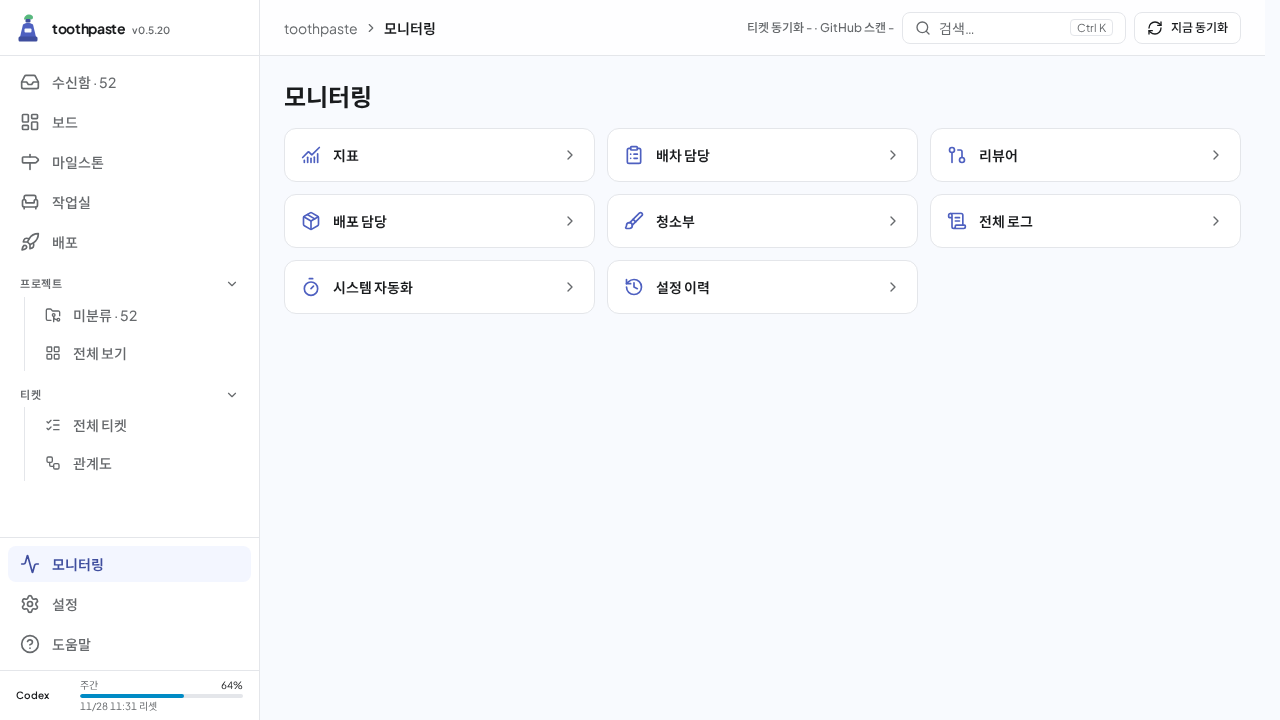 toothpaste v0.5.20
수신함 · 52
보드
마일스톤
작업실
배포
프로젝트
미분류 · 52
전체 보기
티켓
전체 티켓
관계도
모니터링
설정
도움말
Codex
주간 64%
11/28 11:31 리셋
toothpaste > 모니터링
티켓 동기화 - · GitHub 스캔 -
검색... Ctrl K
지금 동기화
모니터링
지표
배차 담당
리뷰어
배포 담당
청소부
전체 로그
시스템 자동화
설정 이력